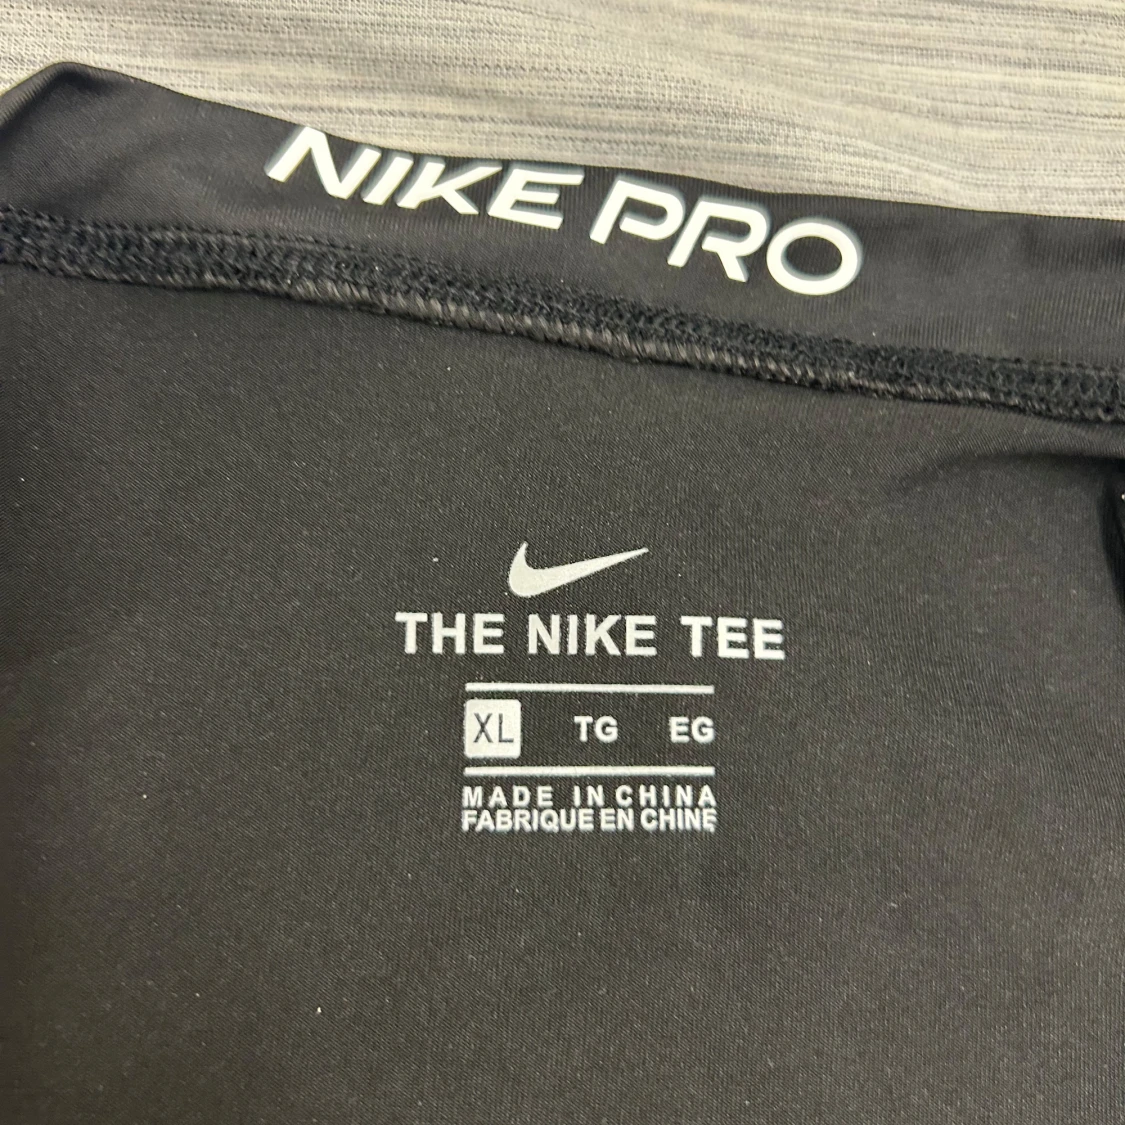 NIKE PRO
THE NIKE TEE
XL TG EG
MADE IN CHINA
FABRIQUE EN CHINE